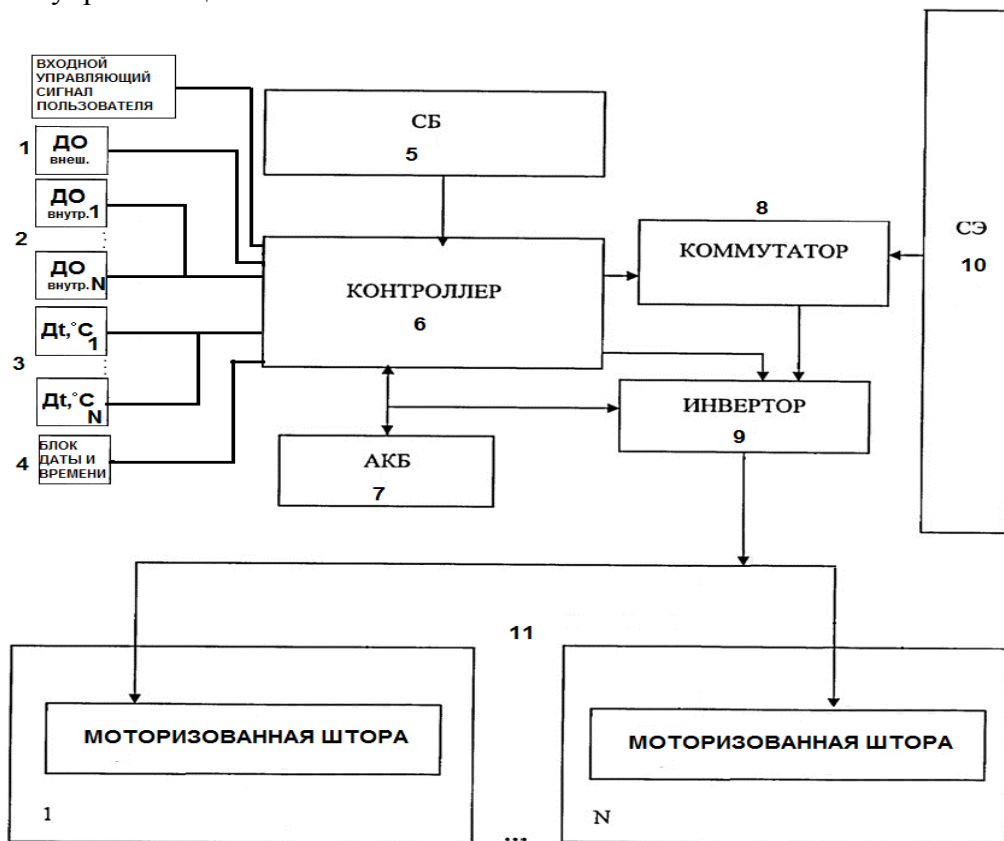 ВХОДНОЙ
УПРАВЛЯЮЩИЙ
СИГНАЛ
ПОЛЬЗОВАТЕЛЯ
СБ
5
1
ДО
внеш.
ДО
внутр.1
2
ДО
внутр.N
8
КОММУТАТОР
СЭ
10
КОНТРОЛЛЕР
6
Дt,°C 1
3
Дt,°C N
ИНВЕРТОР
9
4
БЛОК
ДАТЫ И
ВРЕМЕНИ
АКБ
7
11
МОТОРИЗОВАННАЯ ШТОРА
1
...
МОТОРИЗОВАННАЯ ШТОРА
N